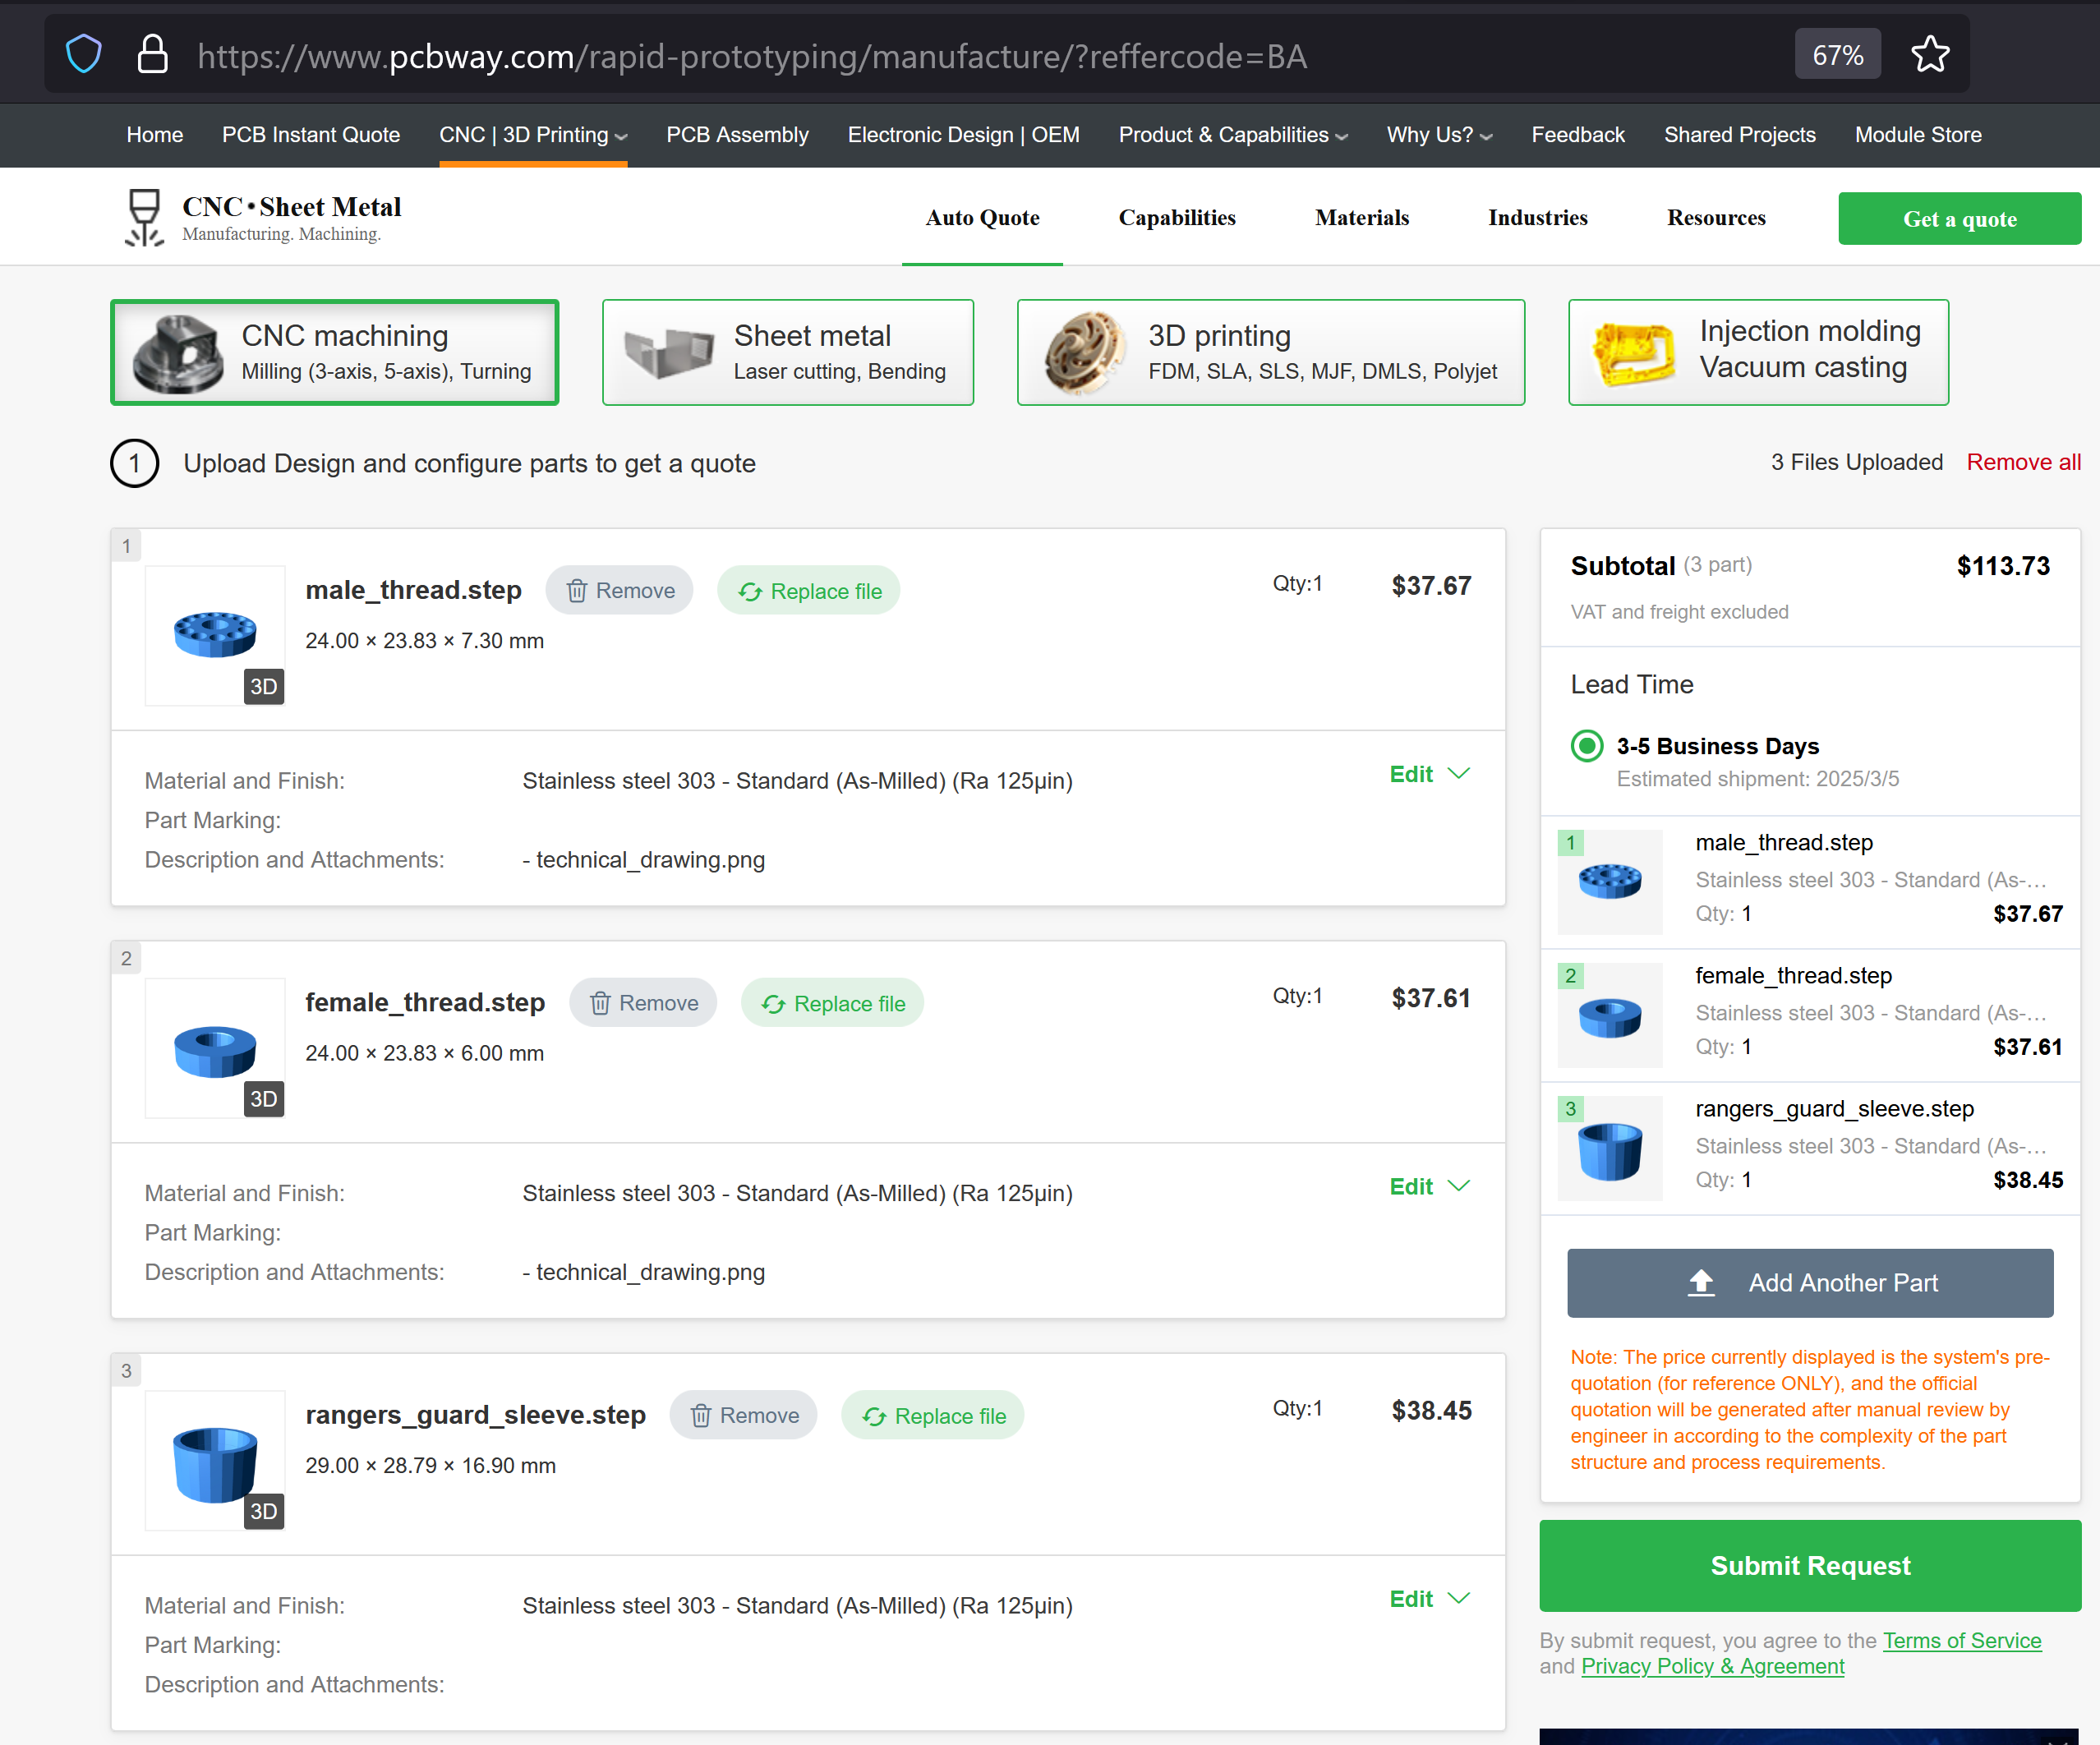 https://www.pcbway.com/rapid-prototyping/manufacture/?reffercode=BA
67%
Home PCB Instant Quote CNC | 3D Printing PCB Assembly Electronic Design | OEM Product & Capabilities Why Us? Feedback Shared Projects Module Store
CNC•Sheet Metal
Manufacturing. Machining.
Auto Quote Capabilities Materials Industries Resources Get a quote
CNC machining
Milling (3-axis, 5-axis), Turning
Sheet metal
Laser cutting, Bending
3D printing
FDM, SLA, SLS, MJF, DMLS, Polyjet
Injection molding
Vacuum casting
1 Upload Design and configure parts to get a quote
3 Files Uploaded Remove all
1
male_thread.step Remove Replace file Qty:1 $37.67
24.00 × 23.83 × 7.30 mm
3D
Material and Finish: Stainless steel 303 - Standard (As-Milled) (Ra 125µin) Edit
Part Marking:
Description and Attachments: - technical_drawing.png
2
female_thread.step Remove Replace file Qty:1 $37.61
24.00 × 23.83 × 6.00 mm
3D
Material and Finish: Stainless steel 303 - Standard (As-Milled) (Ra 125µin) Edit
Part Marking:
Description and Attachments: - technical_drawing.png
3
rangers_guard_sleeve.step Remove Replace file Qty:1 $38.45
29.00 × 28.79 × 16.90 mm
3D
Material and Finish: Stainless steel 303 - Standard (As-Milled) (Ra 125µin) Edit
Part Marking:
Description and Attachments:
Subtotal (3 part) $113.73
VAT and freight excluded
Lead Time
3-5 Business Days
Estimated shipment: 2025/3/5
1 male_thread.step
Stainless steel 303 - Standard (As-...
Qty: 1 $37.67
2 female_thread.step
Stainless steel 303 - Standard (As-...
Qty: 1 $37.61
3 rangers_guard_sleeve.step
Stainless steel 303 - Standard (As-...
Qty: 1 $38.45
Add Another Part
Note: The price currently displayed is the system's pre-
quotation (for reference ONLY), and the official
quotation will be generated after manual review by
engineer in according to the complexity of the part
structure and process requirements.
Submit Request
By submit request, you agree to the Terms of Service
and Privacy Policy & Agreement